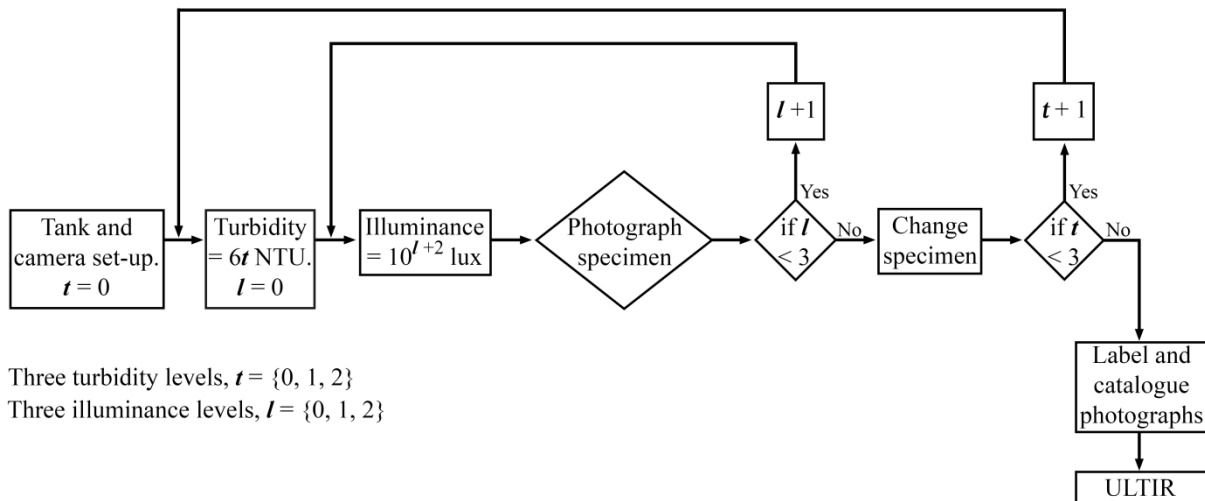 Tank and
camera set-up.
t = 0
Turbidity
= 6t NTU.
l = 0
Illuminance
= 10^{l+2} lux
Photograph
specimen
if l
< 3
Yes
l +1
No
Change
specimen
if t
< 3
Yes
t + 1
No
Label and
catalogue
photographs
ULTIR
Three turbidity levels, t = {0, 1, 2}
Three illuminance levels, l = {0, 1, 2}